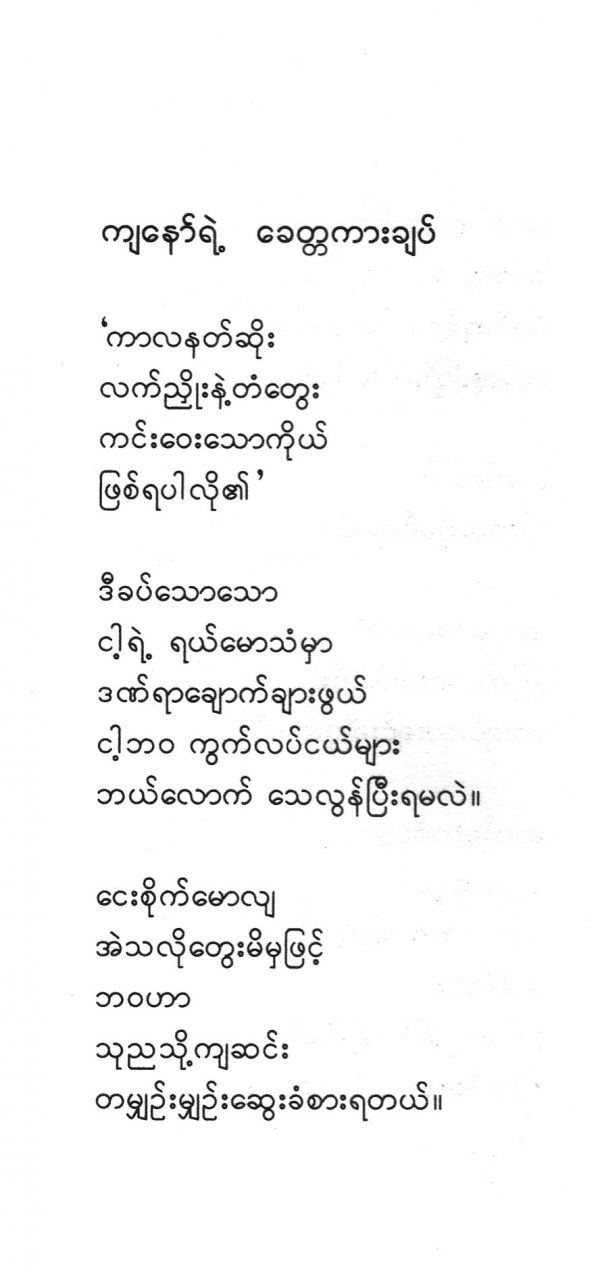 ကျနော်ရဲ့ ခေတ္တကားချပ်
‘ကာလနတ်ဆိုး
လက်ညှိုးနဲ့တံတွေး
ကင်းဝေးသောကိုယ်
ဖြစ်ရပါလို၏’
ဒီခပ်သောသော
ငါ့ရဲ့ ရယ်မောသံမှာ
ဒဏ်ရာချောက်ချားဖွယ်
ငါ့ဘဝ ကွက်လပ်ငယ်များ
ဘယ်လောက် သေလွန်ပြီးရမလဲ။
ငေးစိုက်မောလျ
အဲသလိုတွေးမိမှဖြင့်
ဘဝဟာ
သုညသို့ကျဆင်း
တမျှဉ်းမျှဉ်းဆွေးခံစားရတယ်။